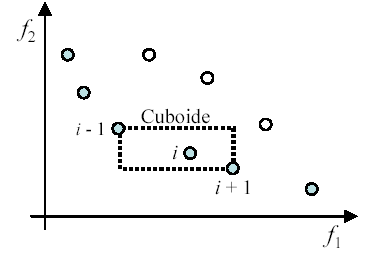 f₂
Cuboide
i - 1
i
i + 1
f₁